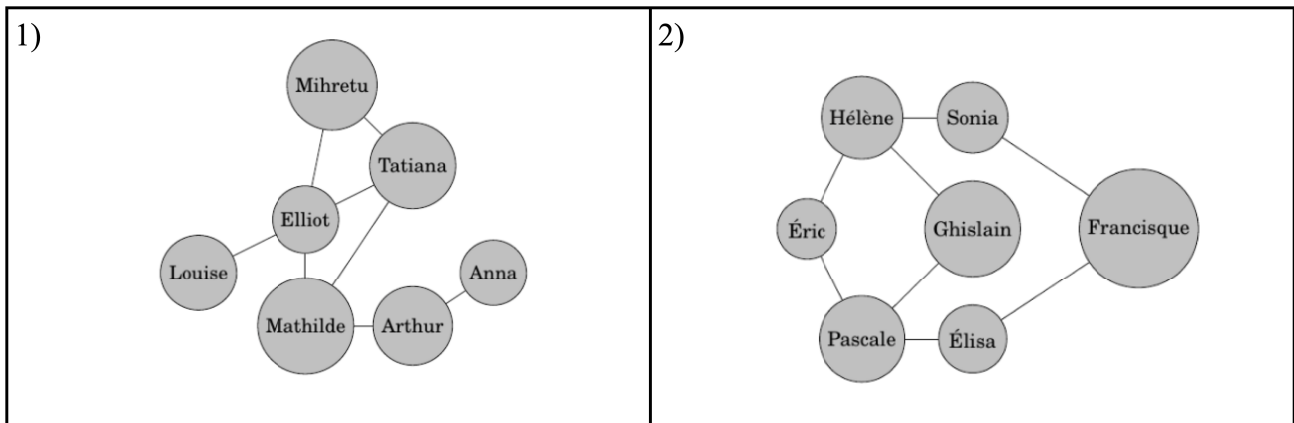 1)
Mihretu
Tatiana
Elliot
Louise
Anna
Mathilde
Arthur
2)
Hélène
Sonia
Éric
Ghislain
Francisque
Pascale
Élisa